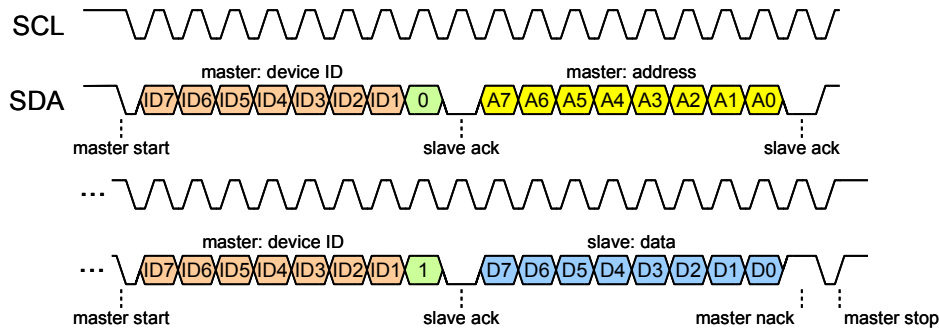 SCL
master: device ID master: address
SDA ID7 ID6 ID5 ID4 ID3 ID2 ID1 0 A7 A6 A5 A4 A3 A2 A1 A0
master start slave ack slave ack
...
master: device ID slave: data
... ID7 ID6 ID5 ID4 ID3 ID2 ID1 1 D7 D6 D5 D4 D3 D2 D1 D0
master start slave ack master nack master stop